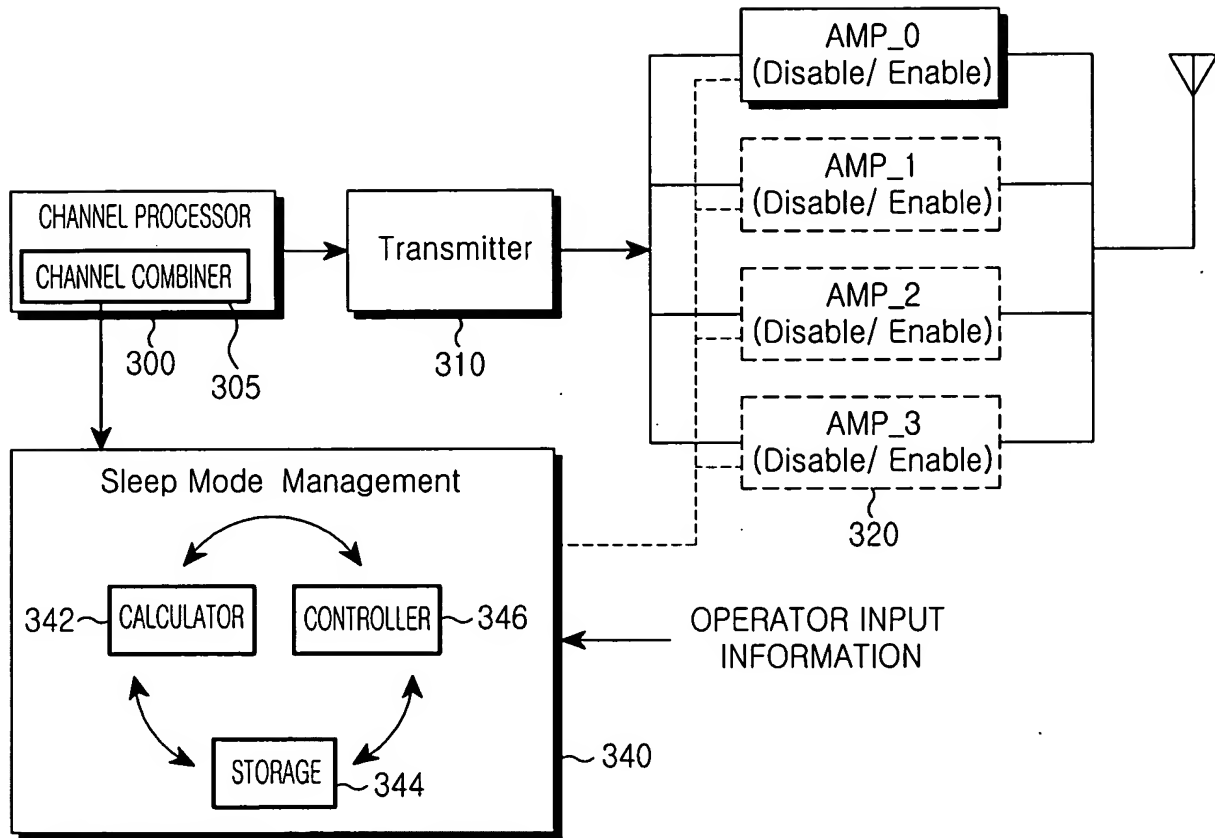 AMP_0
(Disable/ Enable)
AMP_1
(Disable/ Enable)
AMP_2
(Disable/ Enable)
AMP_3
(Disable/ Enable)
320
CHANNEL PROCESSOR
CHANNEL COMBINER
300
305
Transmitter
310
Sleep Mode Management
342
CALCULATOR
CONTROLLER
346
STORAGE
344
340
OPERATOR INPUT
INFORMATION